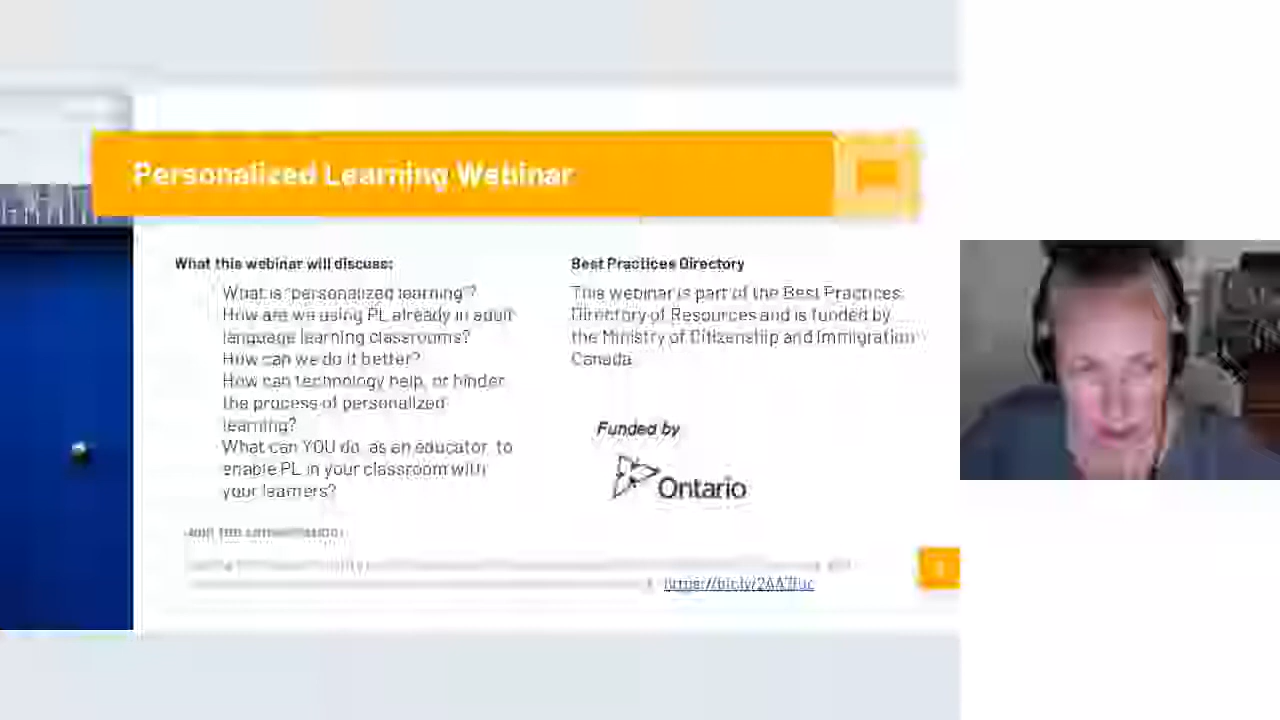 Personalized Learning Webinar
What this webinar will discuss:
What is "personalized learning"?
How are we using PL already in adult
language learning classrooms?
How can we do it better?
How can technology help, or hinder
the process of personalized
learning?
What can YOU do, as an educator, to
enable PL in your classroom with
your learners?
Best Practices Directory
This webinar is part of the Best Practices
Directory of Resources and is funded by
the Ministry of Citizenship and Immigration
Canada.
Funded by
Ontario
Join the conversation: